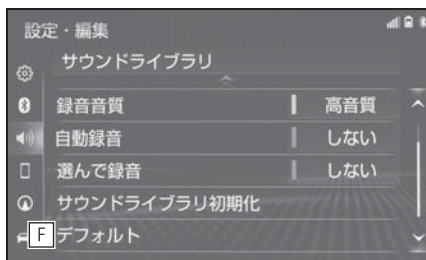 設定・編集
サウンドライブラリ
録音音質 高音質
自動録音 しない
選んで録音 しない
サウンドライブラリ初期化
F デフォルト